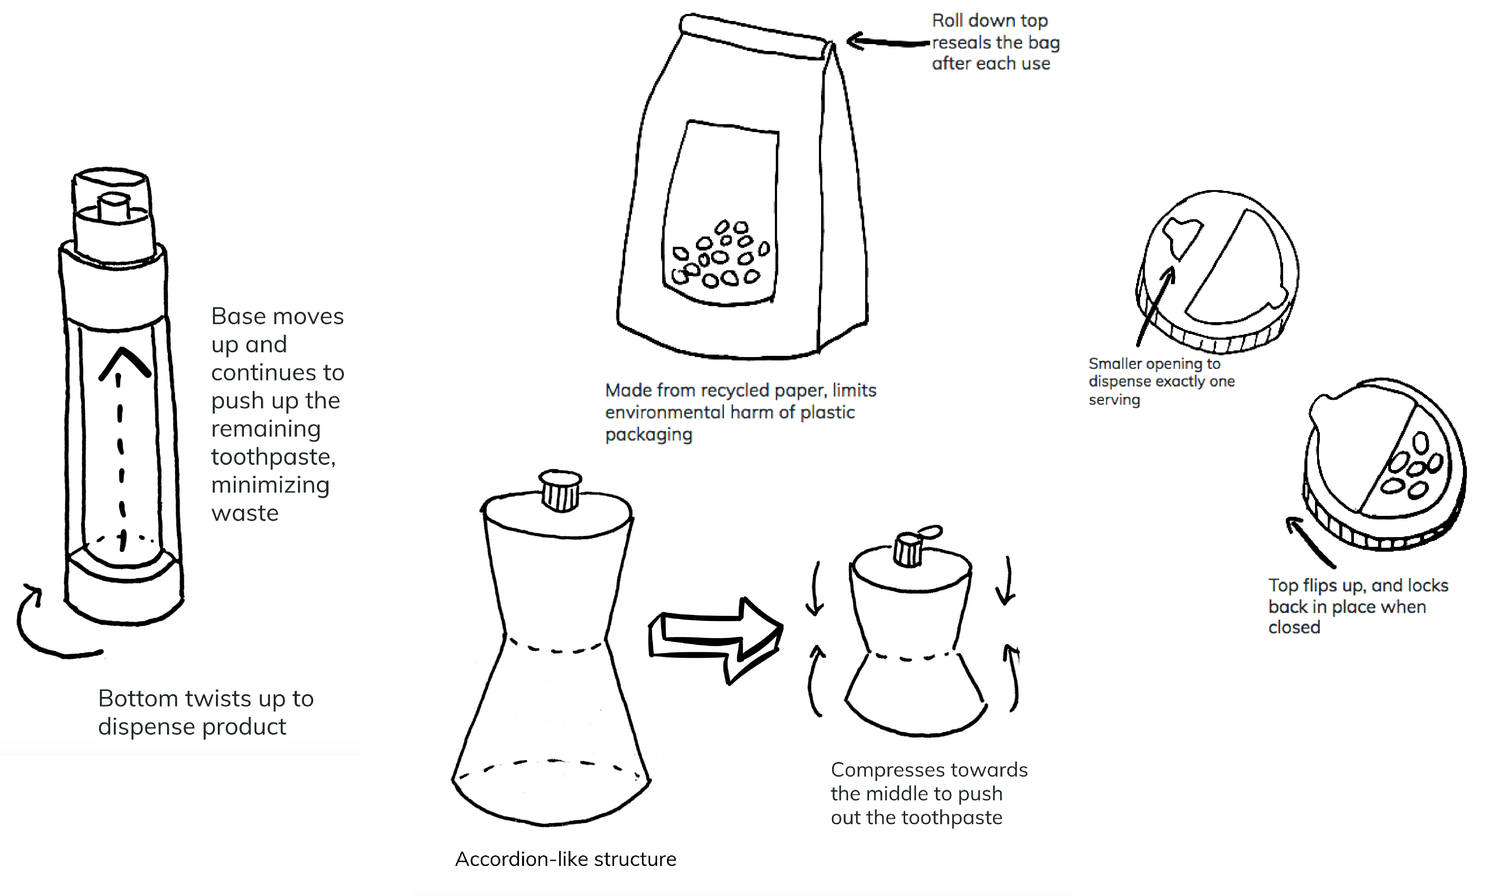 Roll down top
reseals the bag
after each use
Base moves
up and
continues to
push up the
remaining
toothpaste,
minimizing
waste
Bottom twists up to
dispense product
Made from recycled paper, limits
environmental harm of plastic
packaging
Smaller opening to
dispense exactly one
serving
Top flips up, and locks
back in place when
closed
Compresses towards
the middle to push
out the toothpaste
Accordion-like structure